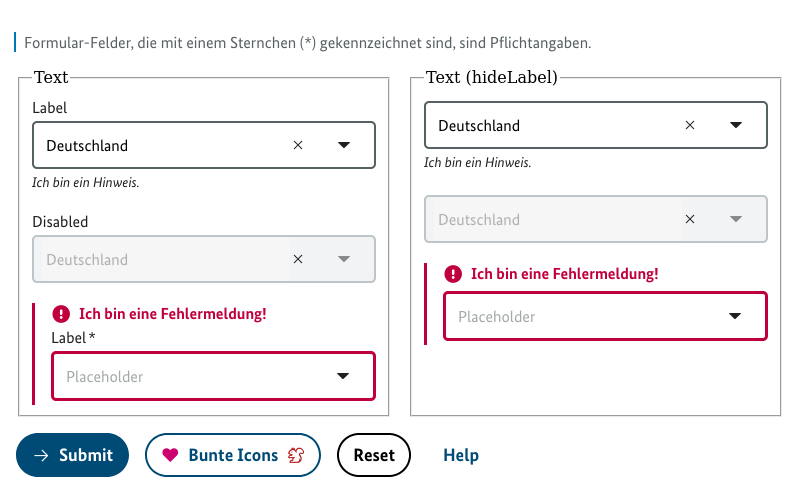 Formular-Felder, die mit einem Sternchen (*) gekennzeichnet sind, sind Pflichtangaben.
Text
Label
Deutschland
Ich bin ein Hinweis.
Disabled
Deutschland
Ich bin eine Fehlermeldung!
Label *
Placeholder
Text (hideLabel)
Deutschland
Ich bin ein Hinweis.
Deutschland
Ich bin eine Fehlermeldung!
Placeholder
Submit
Bunte Icons
Reset
Help